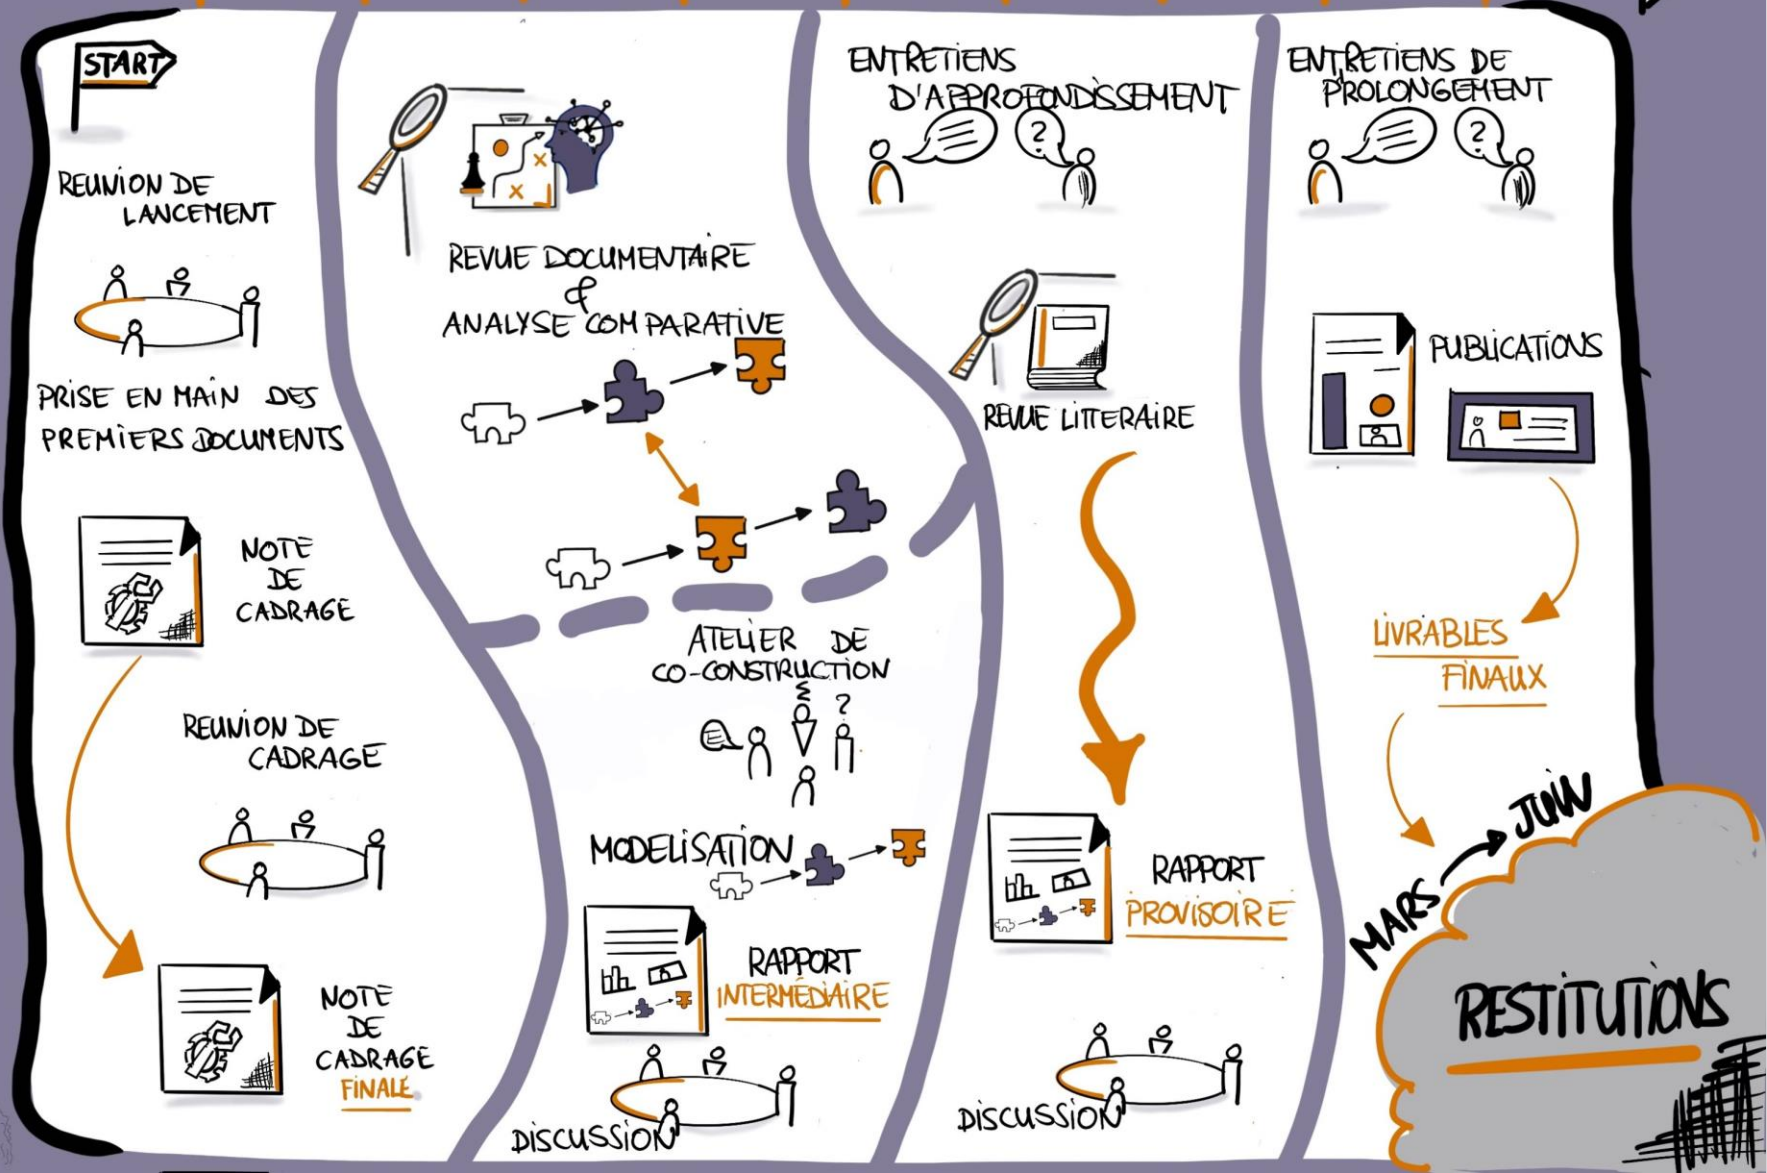 START
REUNION DE
LANCEMENT
PRISE EN MAIN DES
PREMIERS DOCUMENTS
NOTE
DE
CADRAGE
REUNION DE
CADRAGE
NOTE
DE
CADRAGE
FINALE
REVUE DOCUMENTAIRE
&
ANALYSE COMPARATIVE
ATELIER DE
CO-CONSTRUCTION
?
MODELISATION
RAPPORT
INTERMÉDIAIRE
DISCUSSION
ENTRETIENS
D'APPROFONDISSEMENT
?
REVUE LITTERAIRE
RAPPORT
PROVISOIRE
DISCUSSION
ENTRETIENS DE
PROLONGEMENT
?
PUBLICATIONS
LIVRABLES
FINAUX
MARS
JUIN
RESTITUTIONS